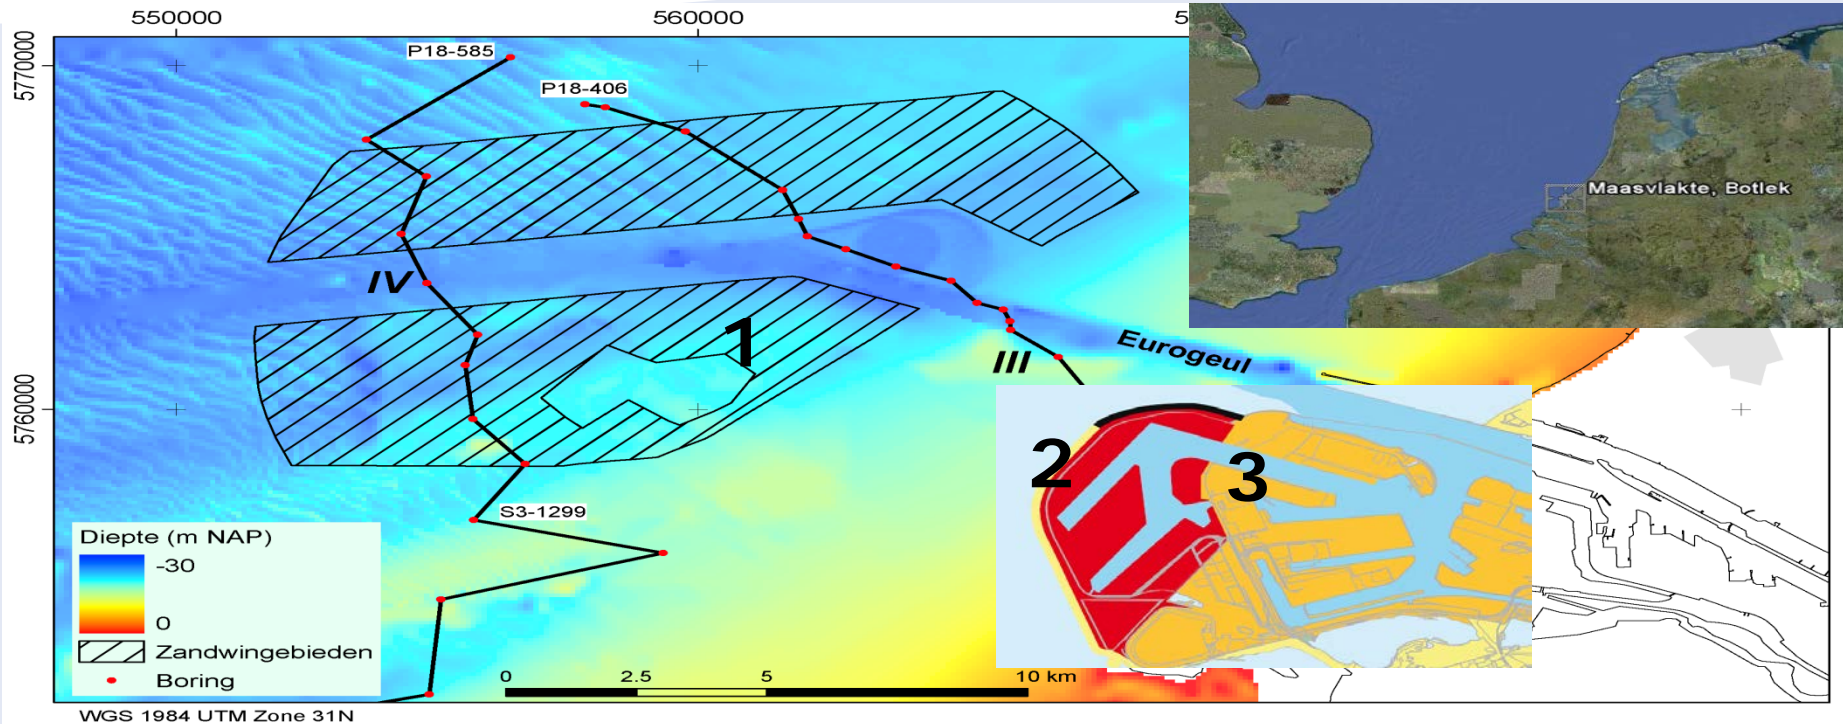 550000
560000
5
5770000
5760000
P18-585
P18-406
IV
1
III
Eurogeul
Maasvlakte, Botlek
2
3
S3-1299
Diepte (m NAP)
-30
0
Zandwingebieden
Boring
0 2.5 5 10 km
WGS 1984 UTM Zone 31N